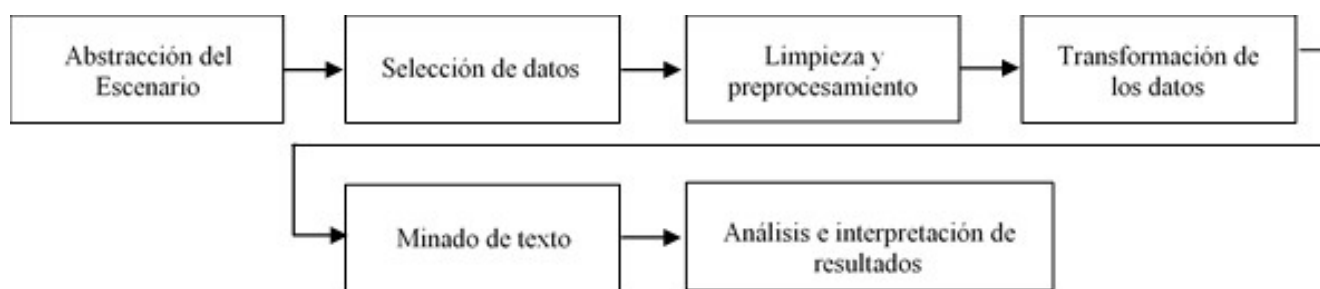 Abstracción del
Escenario
Selección de datos
Limpieza y
preprocesamiento
Transformación de
los datos
Minado de texto
Análisis e interpretación de
resultados